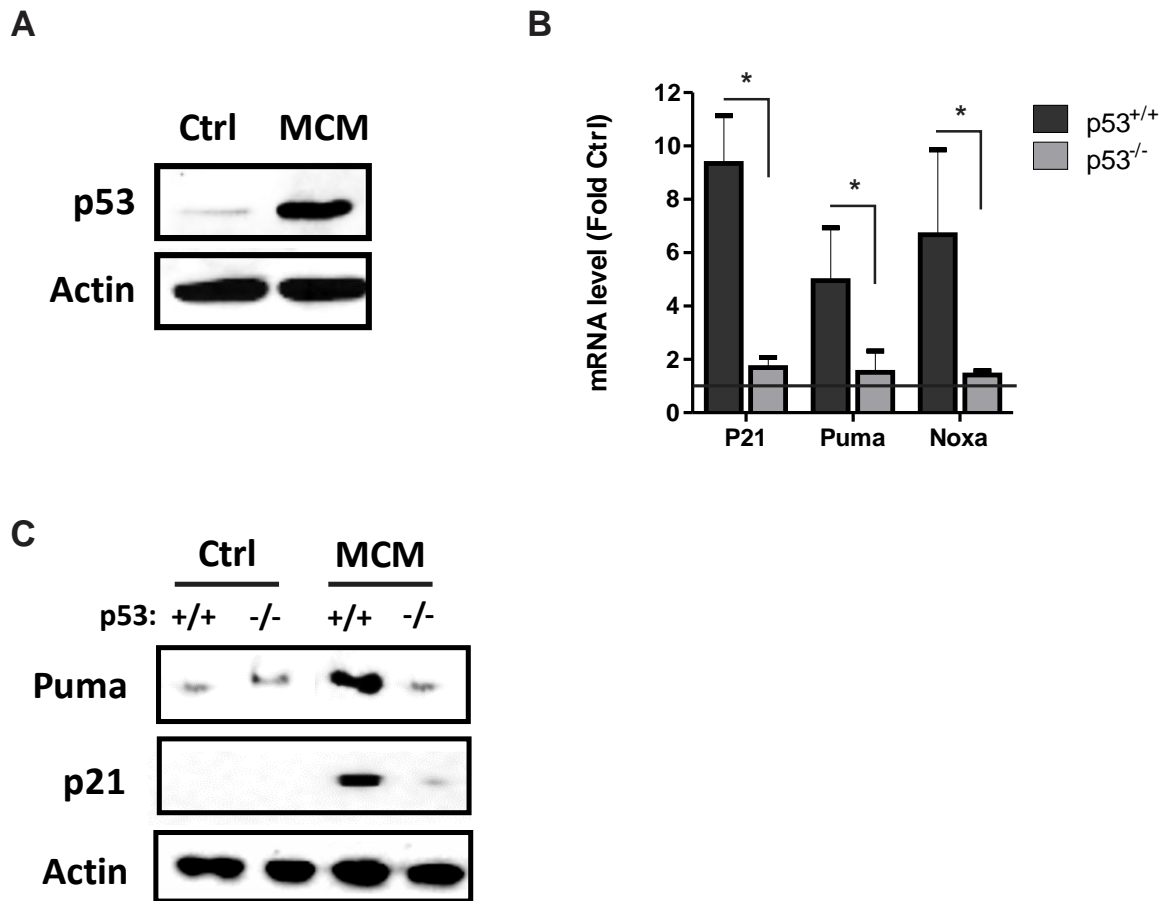 A
Ctrl MCM
p53
Actin
B
mRNA level (Fold Ctrl)
12
10
8
6
4
2
0
* * *
P21 Puma Noxa
p53+/+
p53-/-
C
Ctrl MCM
p53: +/+ -/- +/+ -/-
Puma
p21
Actin